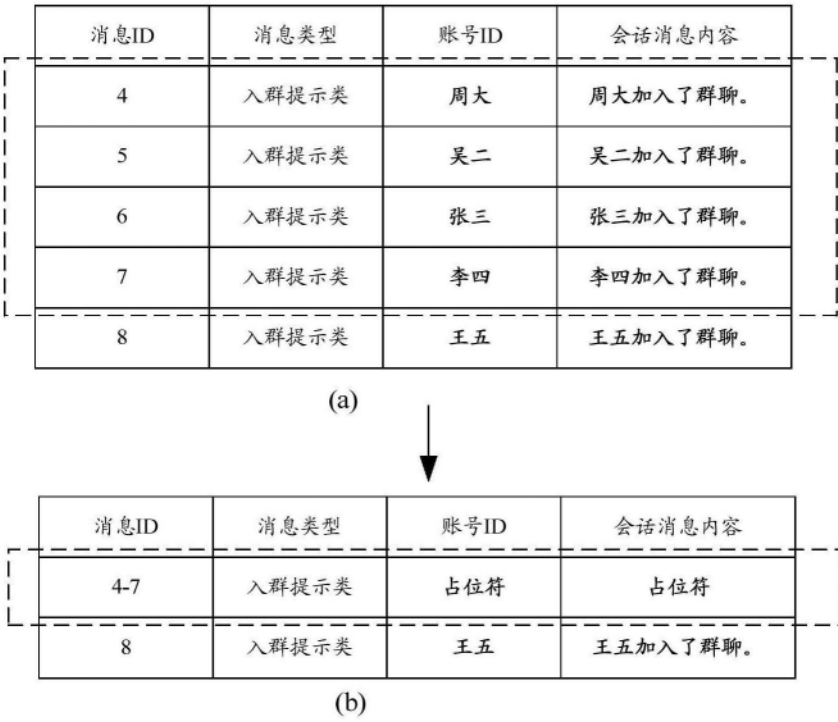 消息ID 消息类型 账号ID 会话消息内容
4 入群提示类 周大 周大加入了群聊。
5 入群提示类 吴二 吴二加入了群聊。
6 入群提示类 张三 张三加入了群聊。
7 入群提示类 李四 李四加入了群聊。
8 入群提示类 王五 王五加入了群聊。
(a)
消息ID 消息类型 账号ID 会话消息内容
4-7 入群提示类 占位符 占位符
8 入群提示类 王五 王五加入了群聊。
(b)